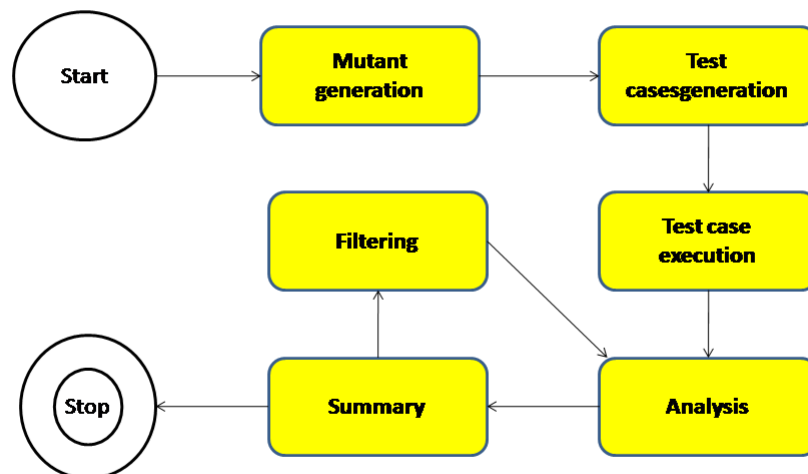 Start
Mutant
generation
Test
casesgeneration
Filtering
Test case
execution
Stop
Summary
Analysis